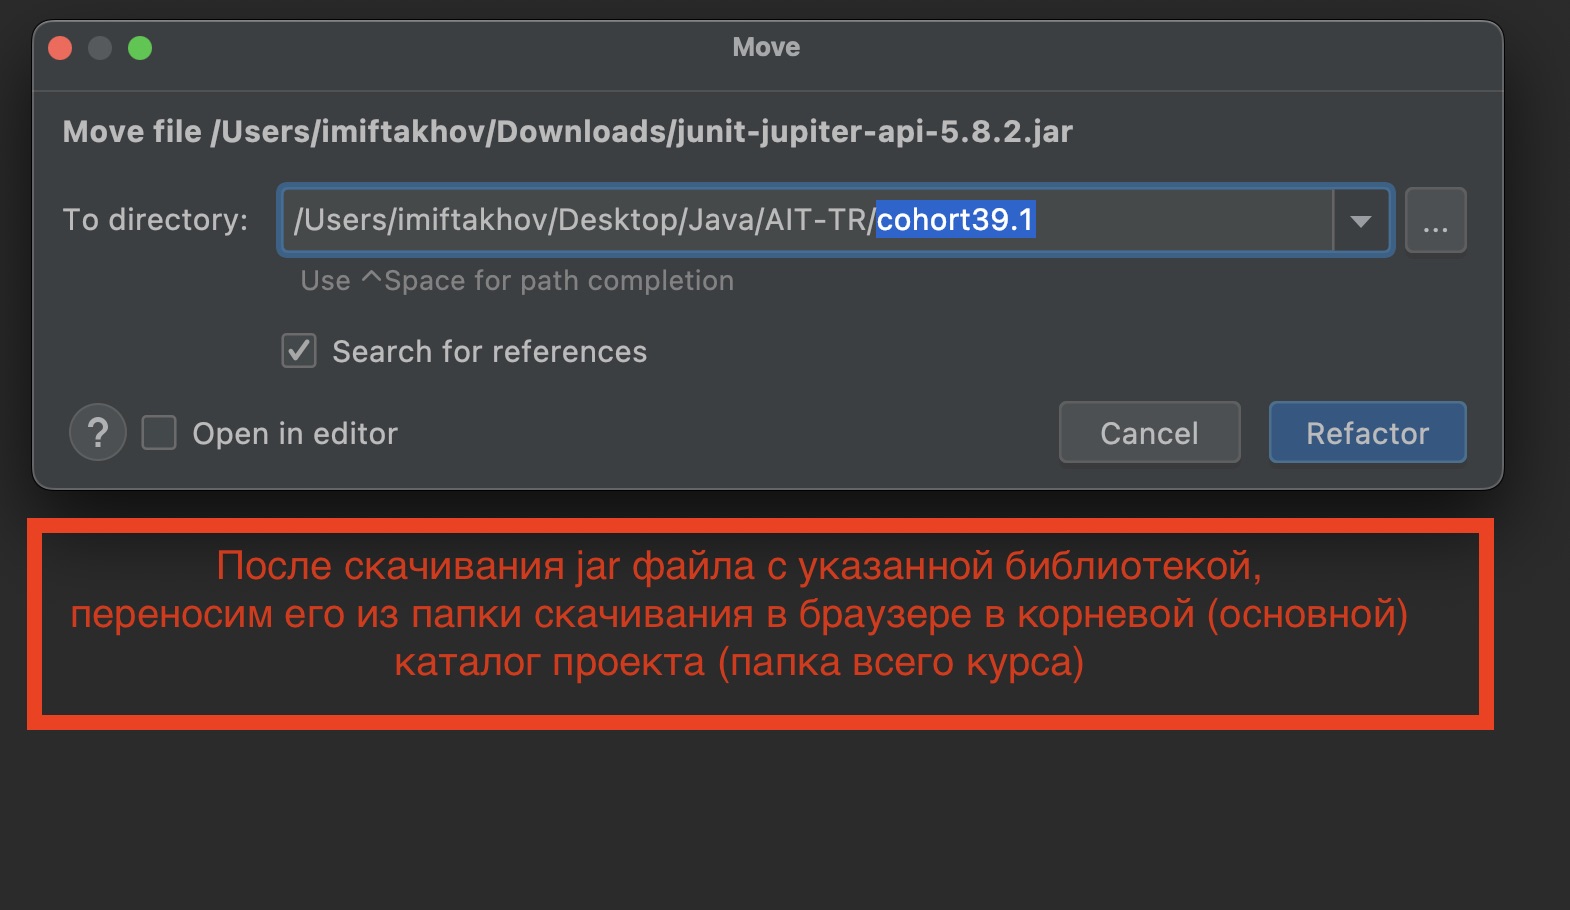 Move
Move file /Users/imiftakhov/Downloads/junit-jupiter-api-5.8.2.jar
To directory: /Users/imiftakhov/Desktop/Java/AIT-TR/cohort39.1 ...
Use ^Space for path completion
Search for references
? Open in editor Cancel Refactor
После скачивания jar файла с указанной библиотекой,
переносим его из папки скачивания в браузере в корневой (основной)
каталог проекта (папка всего курса)